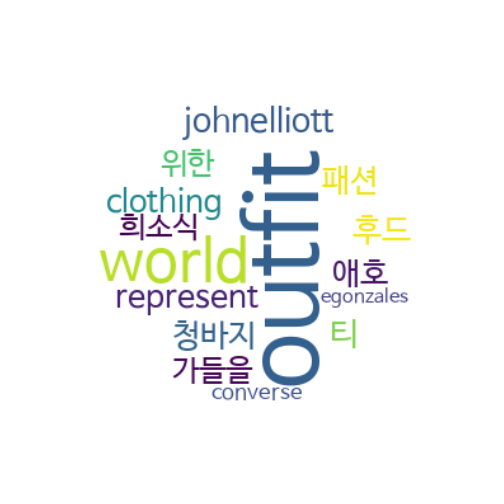 johnelliott
위한
outfit
패션
clothing
희소식
후드
world
애호
represent
egonzales
청바지
티
가들을
converse